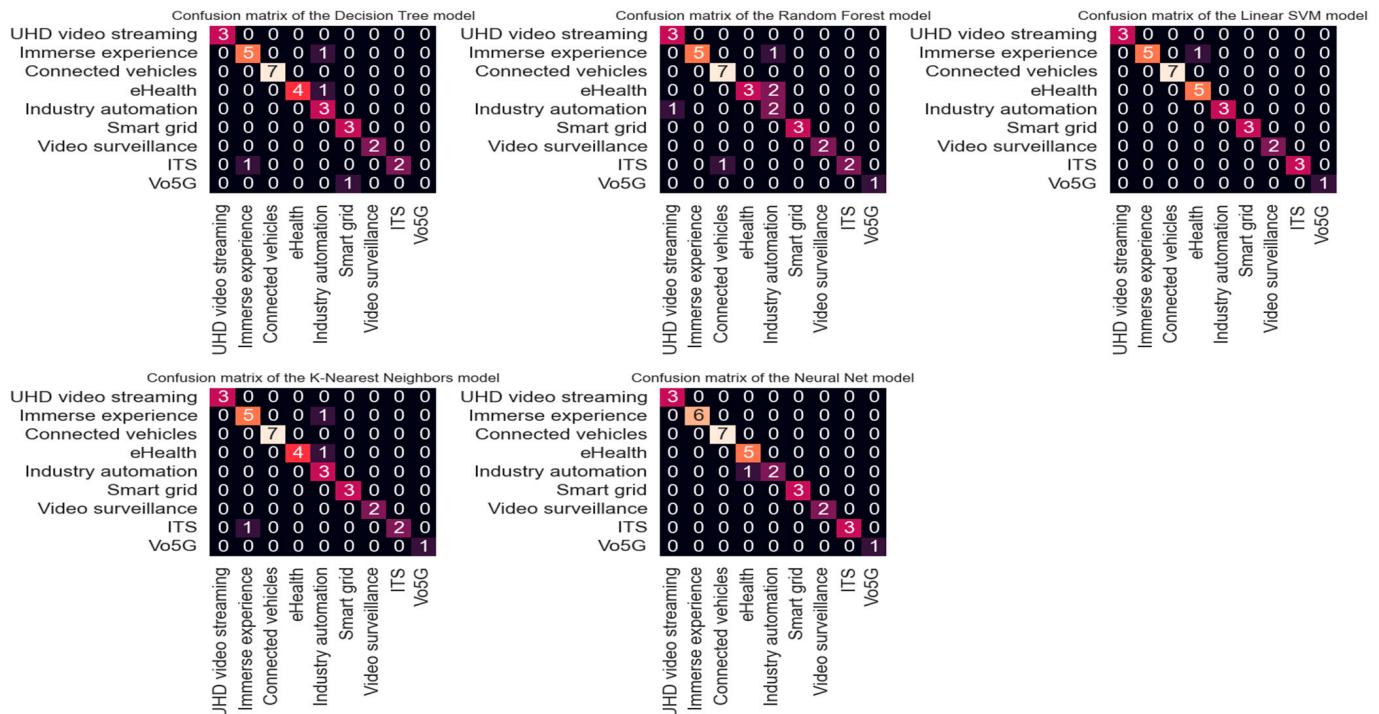 Confusion matrix of the Decision Tree model
UHD video streaming 3 0 0 0 0 0 0 0 0
Immerse experience 0 5 0 0 1 0 0 0 0
Connected vehicles 0 0 7 0 0 0 0 0 0
eHealth 0 0 0 4 1 0 0 0 0
Industry automation 0 0 0 0 3 0 0 0 0
Smart grid 0 0 0 0 0 3 0 0 0
Video surveillance 0 0 0 0 0 0 2 0 0
ITS 0 1 0 0 0 0 0 2 0
Vo5G 0 0 0 0 0 1 0 0 0
UHD video streaming
Immerse experience
Connected vehicles
eHealth
Industry automation
Smart grid
Video surveillance
ITS
Vo5G
Confusion matrix of the Random Forest model
UHD video streaming 3 0 0 0 0 0 0 0 0
Immerse experience 0 5 0 0 1 0 0 0 0
Connected vehicles 0 0 7 0 0 0 0 0 0
eHealth 0 0 0 3 2 0 0 0 0
Industry automation 1 0 0 0 2 0 0 0 0
Smart grid 0 0 0 0 0 3 0 0 0
Video surveillance 0 0 0 0 0 0 2 0 0
ITS 0 0 1 0 0 0 0 2 0
Vo5G 0 0 0 0 0 0 0 0 1
UHD video streaming
Immerse experience
Connected vehicles
eHealth
Industry automation
Smart grid
Video surveillance
ITS
Vo5G
Confusion matrix of the Linear SVM model
UHD video streaming 3 0 0 0 0 0 0 0 0
Immerse experience 0 5 0 1 0 0 0 0 0
Connected vehicles 0 0 7 0 0 0 0 0 0
eHealth 0 0 0 5 0 0 0 0 0
Industry automation 0 0 0 0 3 0 0 0 0
Smart grid 0 0 0 0 0 3 0 0 0
Video surveillance 0 0 0 0 0 0 2 0 0
ITS 0 0 0 0 0 0 0 3 0
Vo5G 0 0 0 0 0 0 0 0 1
UHD video streaming
Immerse experience
Connected vehicles
eHealth
Industry automation
Smart grid
Video surveillance
ITS
Vo5G
Confusion matrix of the K-Nearest Neighbors model
UHD video streaming 3 0 0 0 0 0 0 0 0
Immerse experience 0 5 0 0 1 0 0 0 0
Connected vehicles 0 0 7 0 0 0 0 0 0
eHealth 0 0 0 4 1 0 0 0 0
Industry automation 0 0 0 0 3 0 0 0 0
Smart grid 0 0 0 0 0 3 0 0 0
Video surveillance 0 0 0 0 0 0 2 0 0
ITS 0 1 0 0 0 0 0 2 0
Vo5G 0 0 0 0 0 0 0 0 1
UHD video streaming
Immerse experience
Connected vehicles
eHealth
Industry automation
Smart grid
Video surveillance
ITS
Vo5G
Confusion matrix of the Neural Net model
UHD video streaming 3 0 0 0 0 0 0 0 0
Immerse experience 0 6 0 0 0 0 0 0 0
Connected vehicles 0 0 7 0 0 0 0 0 0
eHealth 0 0 0 5 0 0 0 0 0
Industry automation 0 0 0 1 2 0 0 0 0
Smart grid 0 0 0 0 0 3 0 0 0
Video surveillance 0 0 0 0 0 0 2 0 0
ITS 0 0 0 0 0 0 0 3 0
Vo5G 0 0 0 0 0 0 0 0 1
UHD video streaming
Immerse experience
Connected vehicles
eHealth
Industry automation
Smart grid
Video surveillance
ITS
Vo5G